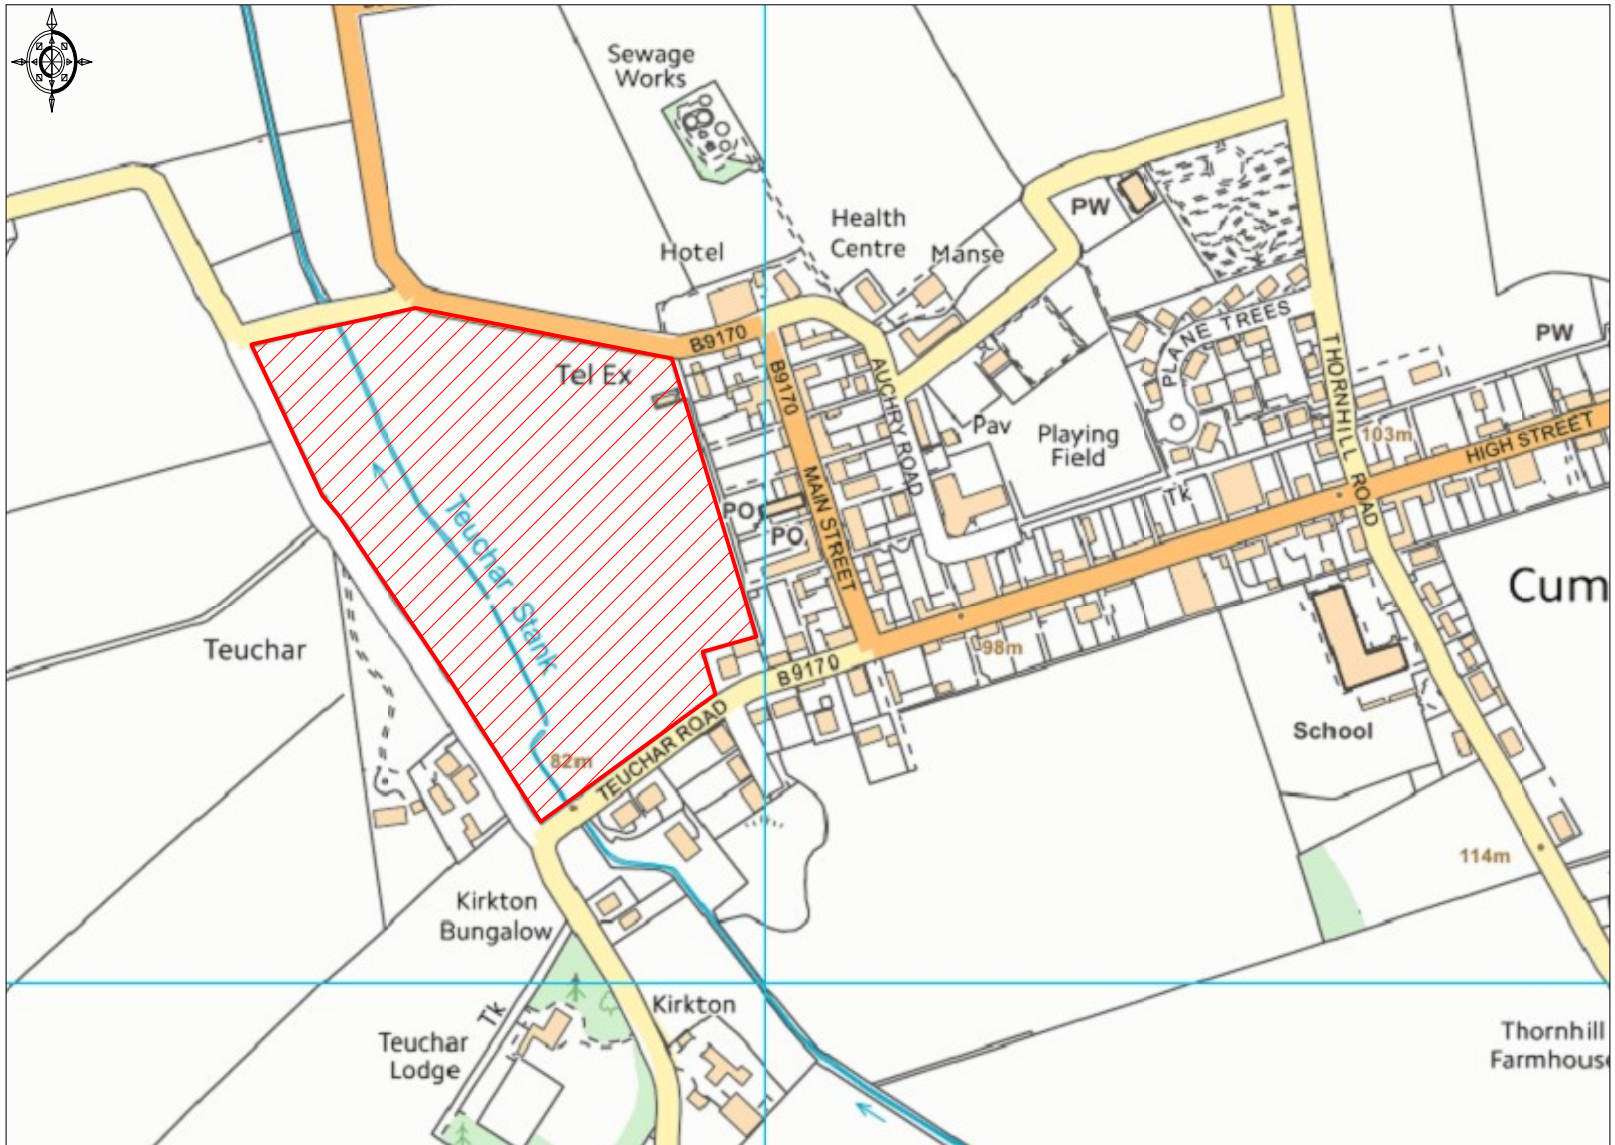 Sewage
Works
Hotel
Health
Centre
Manse
PW
PLANE TREES
THORNHILL ROAD
PW
B9170
Tel Ex
B9170
AUCHRY ROAD
Pav
Playing
Field
103m
HIGH STREET
Tk
MAIN STREET
PO
PO
Teuchar Stank
Cum
Teuchar
98m
B9170
TEUCHAR ROAD
82m
School
114m
Kirkton
Bungalow
Kirkton
Tk
Teuchar
Lodge
Thornhill
Farmhouse